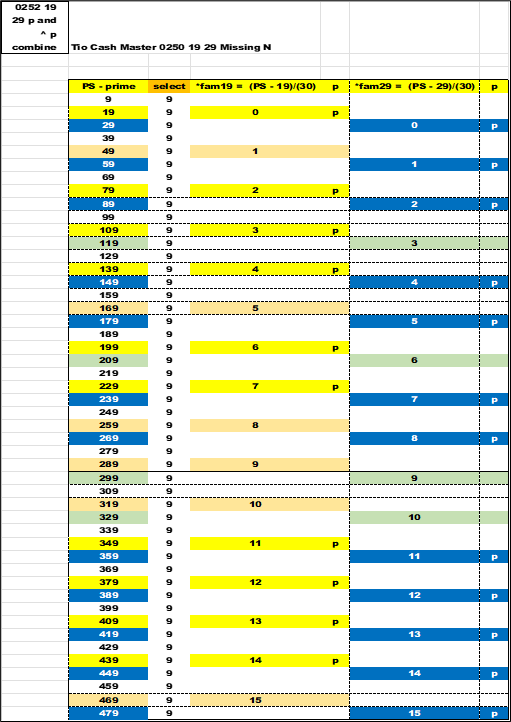 0252 19
29 p and
^ p
combine Tio Cash Master 0250 19 29 Missing N
PS - prime select *fam19 = (PS - 19)/(30) p *fam29 = (PS - 29)/(30) p
9 9
19 9 0 p
29 9 0 p
39 9
49 9 1
59 9 1 p
69 9
79 9 2 p
89 9 2 p
99 9
109 9 3 p
119 9 3
129 9
139 9 4 p
149 9 4 p
159 9
169 9 5
179 9 5 p
189 9
199 9 6 p
209 9 6
219 9
229 9 7 p
239 9 7 p
249 9
259 9 8
269 9 8 p
279 9
289 9 9
299 9 9
309 9
319 9 10
329 9 10
339 9
349 9 11 p
359 9 11 p
369 9
379 9 12 p
389 9 12 p
399 9
409 9 13 p
419 9 13 p
429 9
439 9 14 p
449 9 14 p
459 9
469 9 15
479 9 15 p